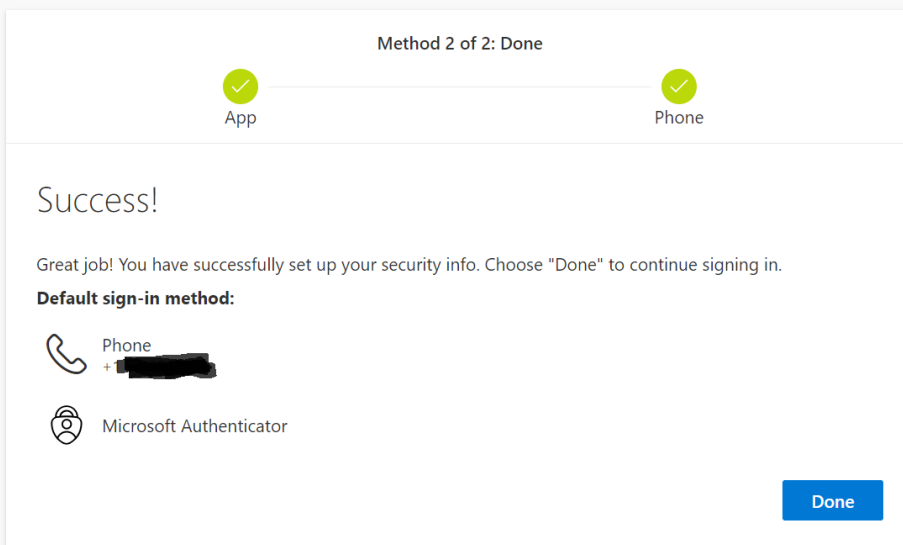 Method 2 of 2: Done
App
Phone
Success!
Great job! You have successfully set up your security info. Choose "Done" to continue signing in.
Default sign-in method:
Phone
+
Microsoft Authenticator
Done